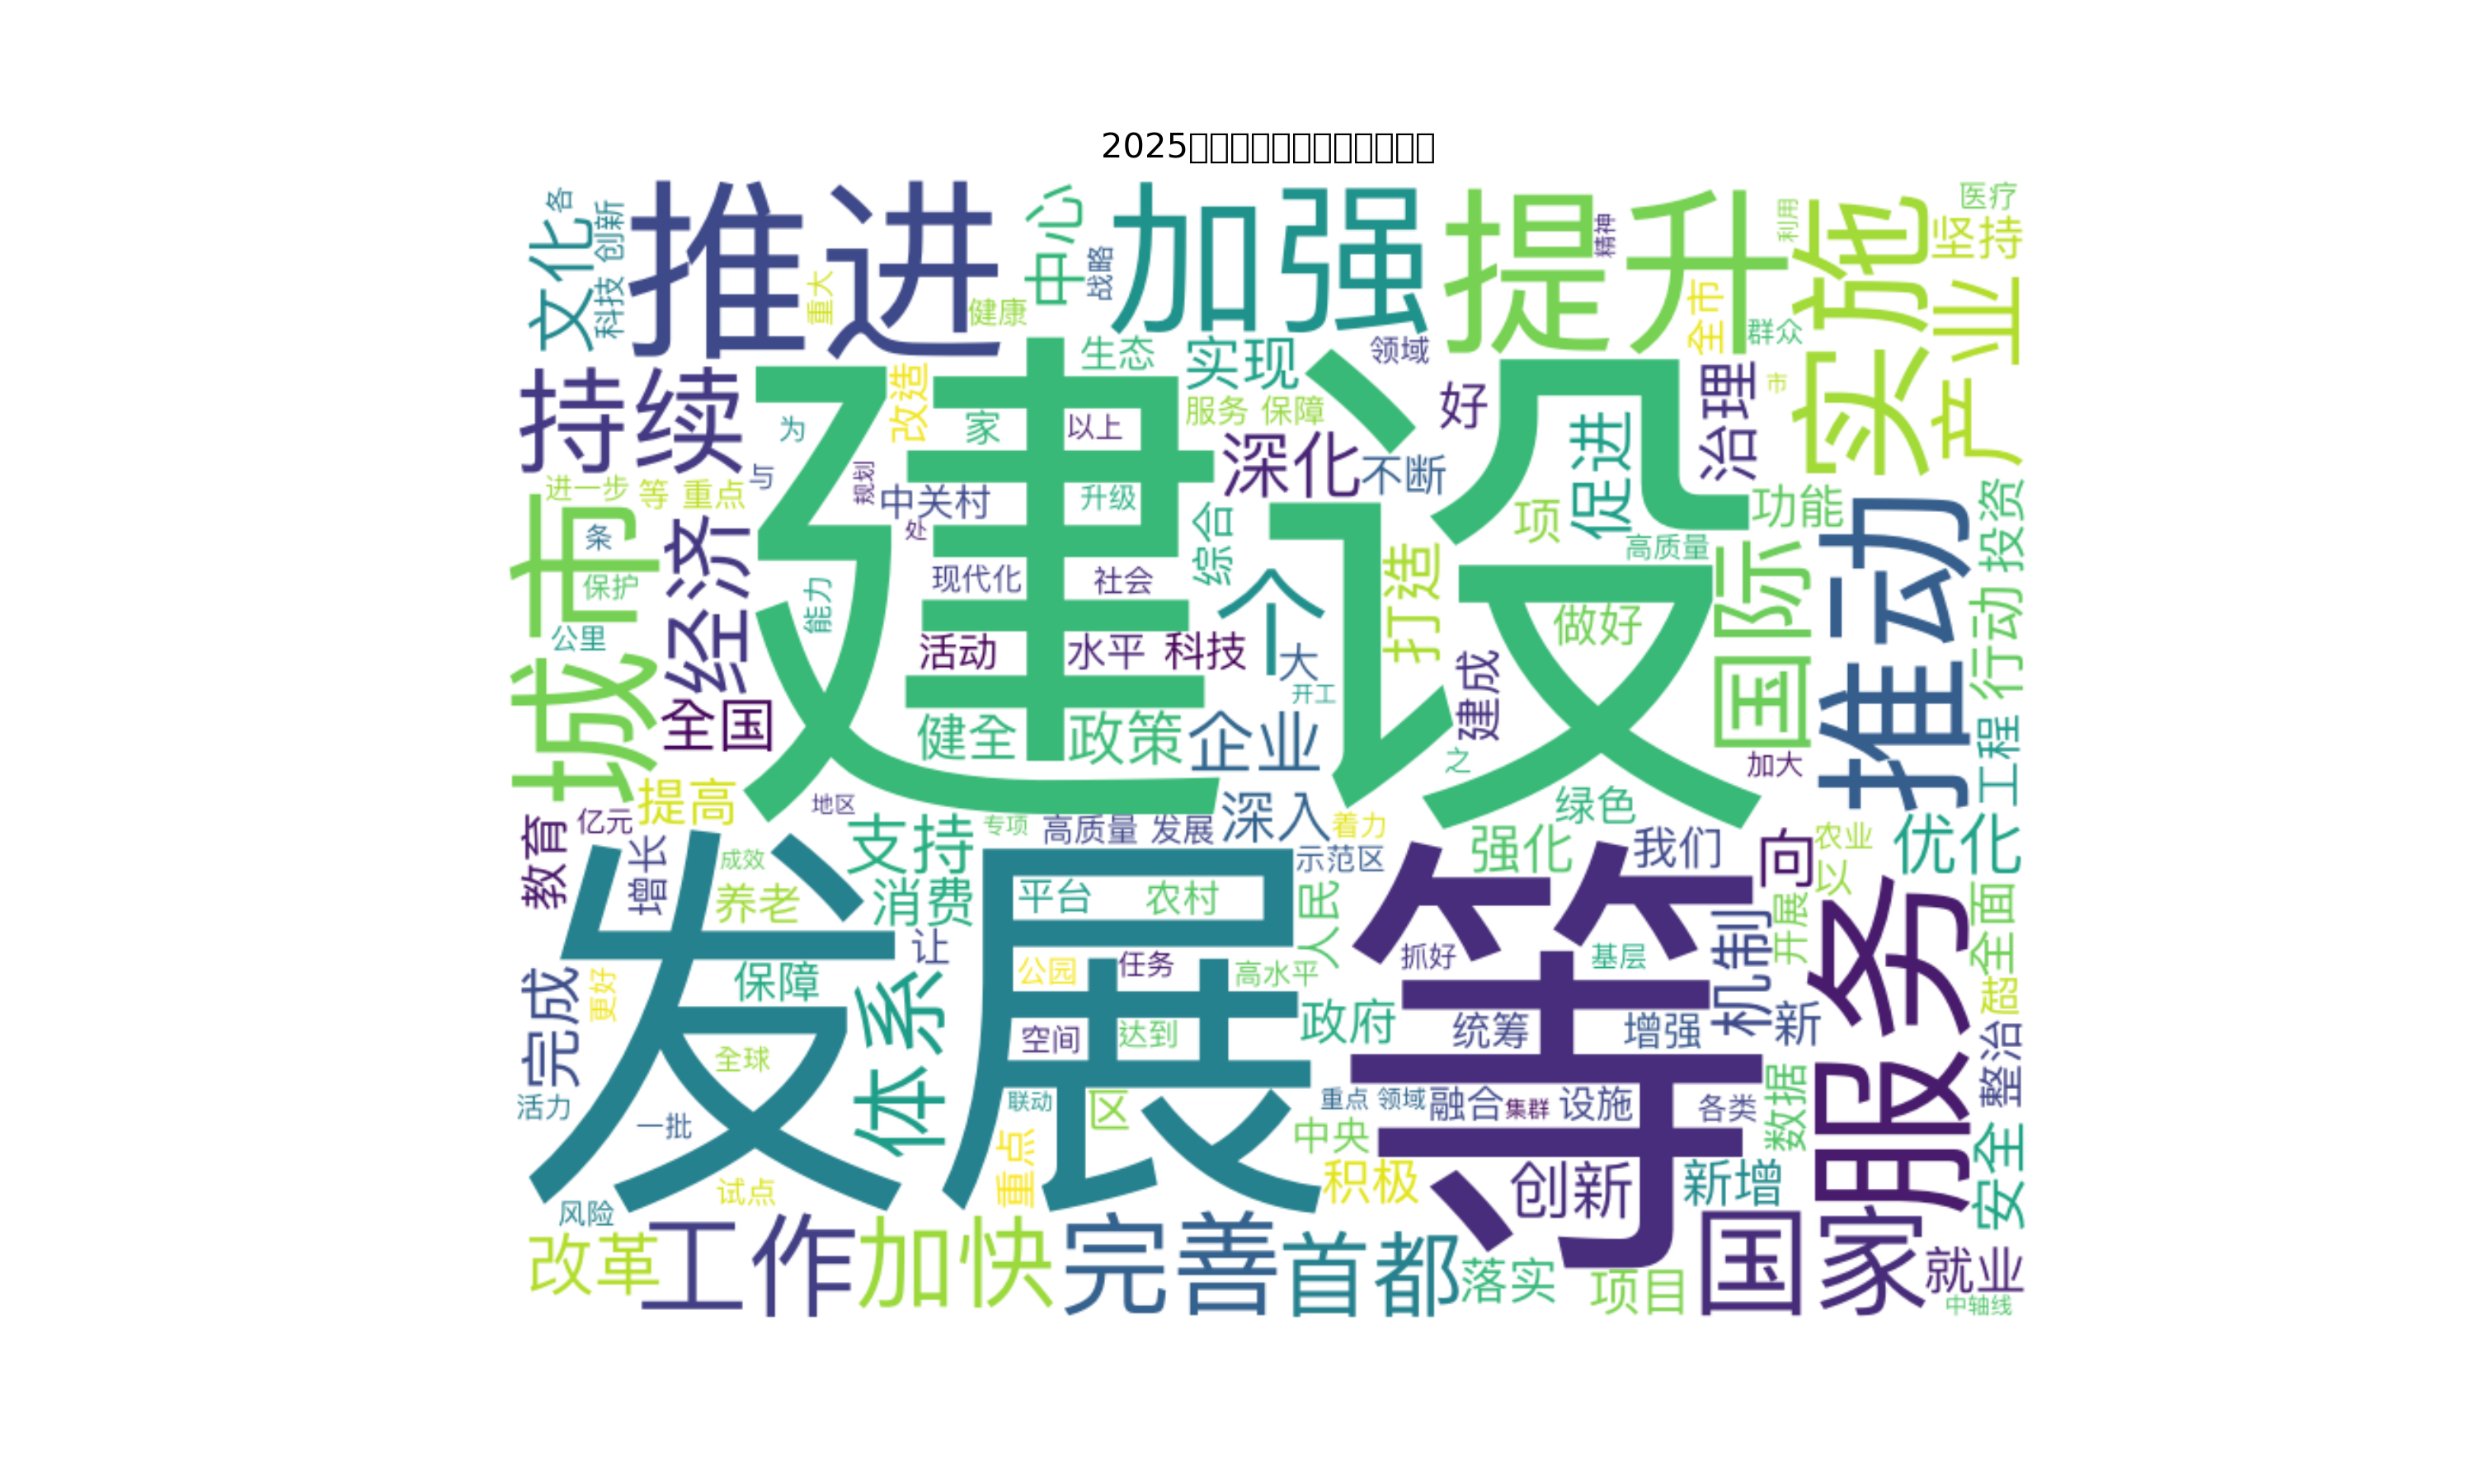 2025□□□□□□□□□□□□
各
文化
科技 创新
推进
重大
健康
中心
战略
加强
提升
精神
全市
利用
群众
实施
医疗
坚持
产业
持续
建设
改造
生态
实现
领域
服务 保障
好
促进
治理
市
为
家
以上
深化
不断
进一步
等 重点
与
规划
中关村
升级
处
综合
项
高质量
功能
推动
投资
城市
条
保护
公里
经济
能力
现代化
社会
个
大
打造
做好
国际
行动
活动
水平
科技
开工
建成
全国
健全
政策
企业
之
加大
工程
提高
地区
绿色
教育
亿元
增长
成效
支持
专项
高质量 发展
深入
着力
强化
我们
向
农业
以
优化
发展
养老
消费
平台
农村
示范区
人民
等
机制
开展
服务
全面
让
抓好
基层
完成
更好
保障
体系
公园
任务
高水平
超
空间
达到
政府
统筹
增强
新
整治
全球
活力
一批
联动
区
重点 领域
融合
集群
设施
各类
数据
中央
重点
试点
积极
创新
新增
安全
风险
改革
工作
加快
完善
首都
落实
项目
国家
就业
中轴线